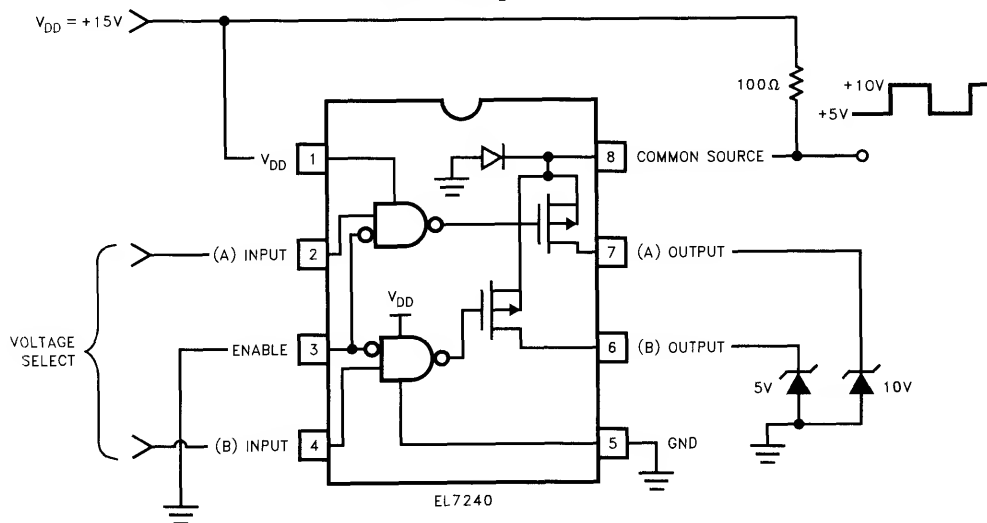 V_DD = +15V
100Ω
+10V
+5V
V_DD
1
8
COMMON SOURCE
(A) INPUT
2
7
(A) OUTPUT
V_DD
VOLTAGE
SELECT
ENABLE
3
6
(B) OUTPUT
5V
10V
(B) INPUT
4
5
GND
EL7240